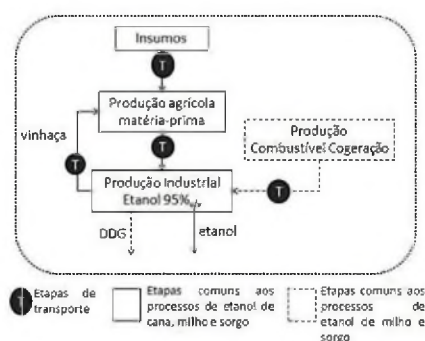 Insumos
T
Produção agrícola
matéria-prima
vinhaça
Produção
Combustível Cogeração
T
T
T
Produção Industrial
Etanol 95%v/v
DDG
etanol
T
Etapas de
transporte
Etapas comuns aos
processos de etanol de
cana, milho e sorgo
Etapas comuns aos
processos de
etanol de milho e
sorgo